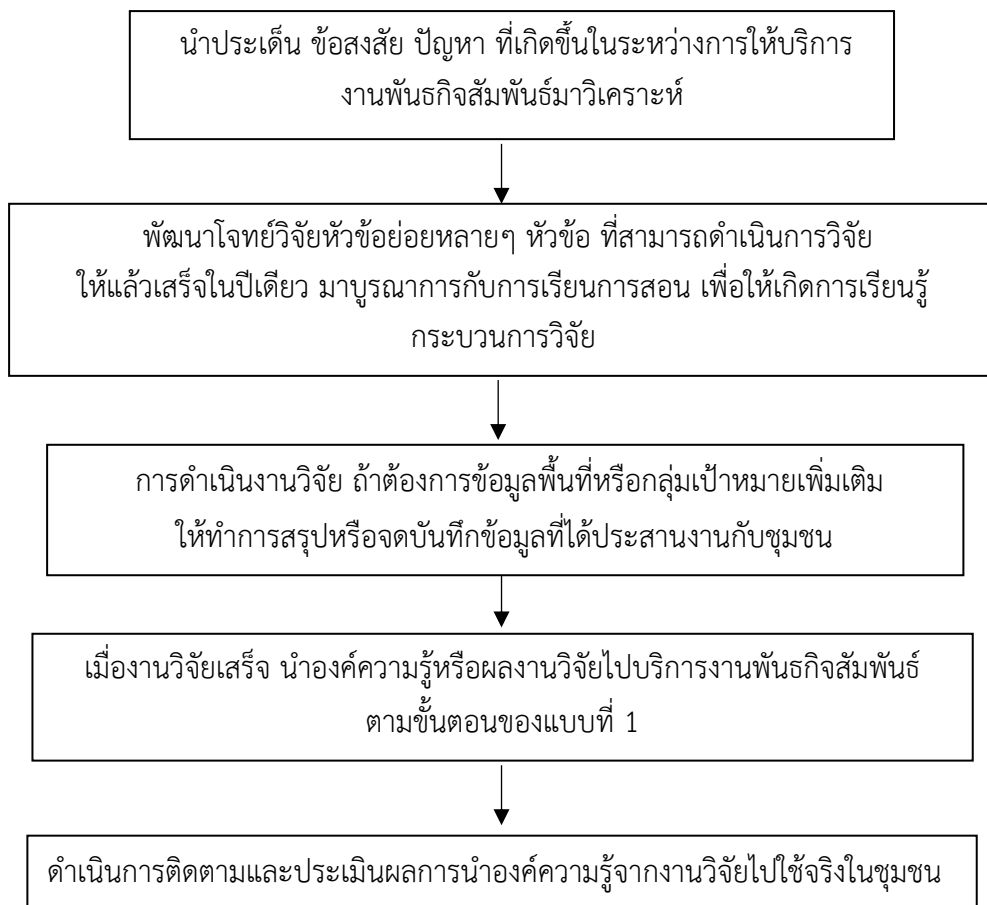 นำประเด็น ข้อสงสัย ปัญหา ที่เกิดขึ้นในระหว่างการให้บริการ
งานพันธกิจสัมพันธ์มาวิเคราะห์
พัฒนาโจทย์วิจัยหัวข้อย่อยหลายๆ หัวข้อ ที่สามารถดำเนินการวิจัย
ให้แล้วเสร็จในปีเดียว มาบูรณาการกับการเรียนการสอน เพื่อให้เกิดการเรียนรู้
กระบวนการวิจัย
การดำเนินงานวิจัย ถ้าต้องการข้อมูลพื้นที่หรือกลุ่มเป้าหมายเพิ่มเติม
ให้ทำการสรุปหรือจดบันทึกข้อมูลที่ได้ประสานงานกับชุมชน
เมื่องานวิจัยเสร็จ นำองค์ความรู้หรือผลงานวิจัยไปบริการงานพันธกิจสัมพันธ์
ตามขั้นตอนของแบบที่ 1
ดำเนินการติดตามและประเมินผลการนำองค์ความรู้จากงานวิจัยไปใช้จริงในชุมชน